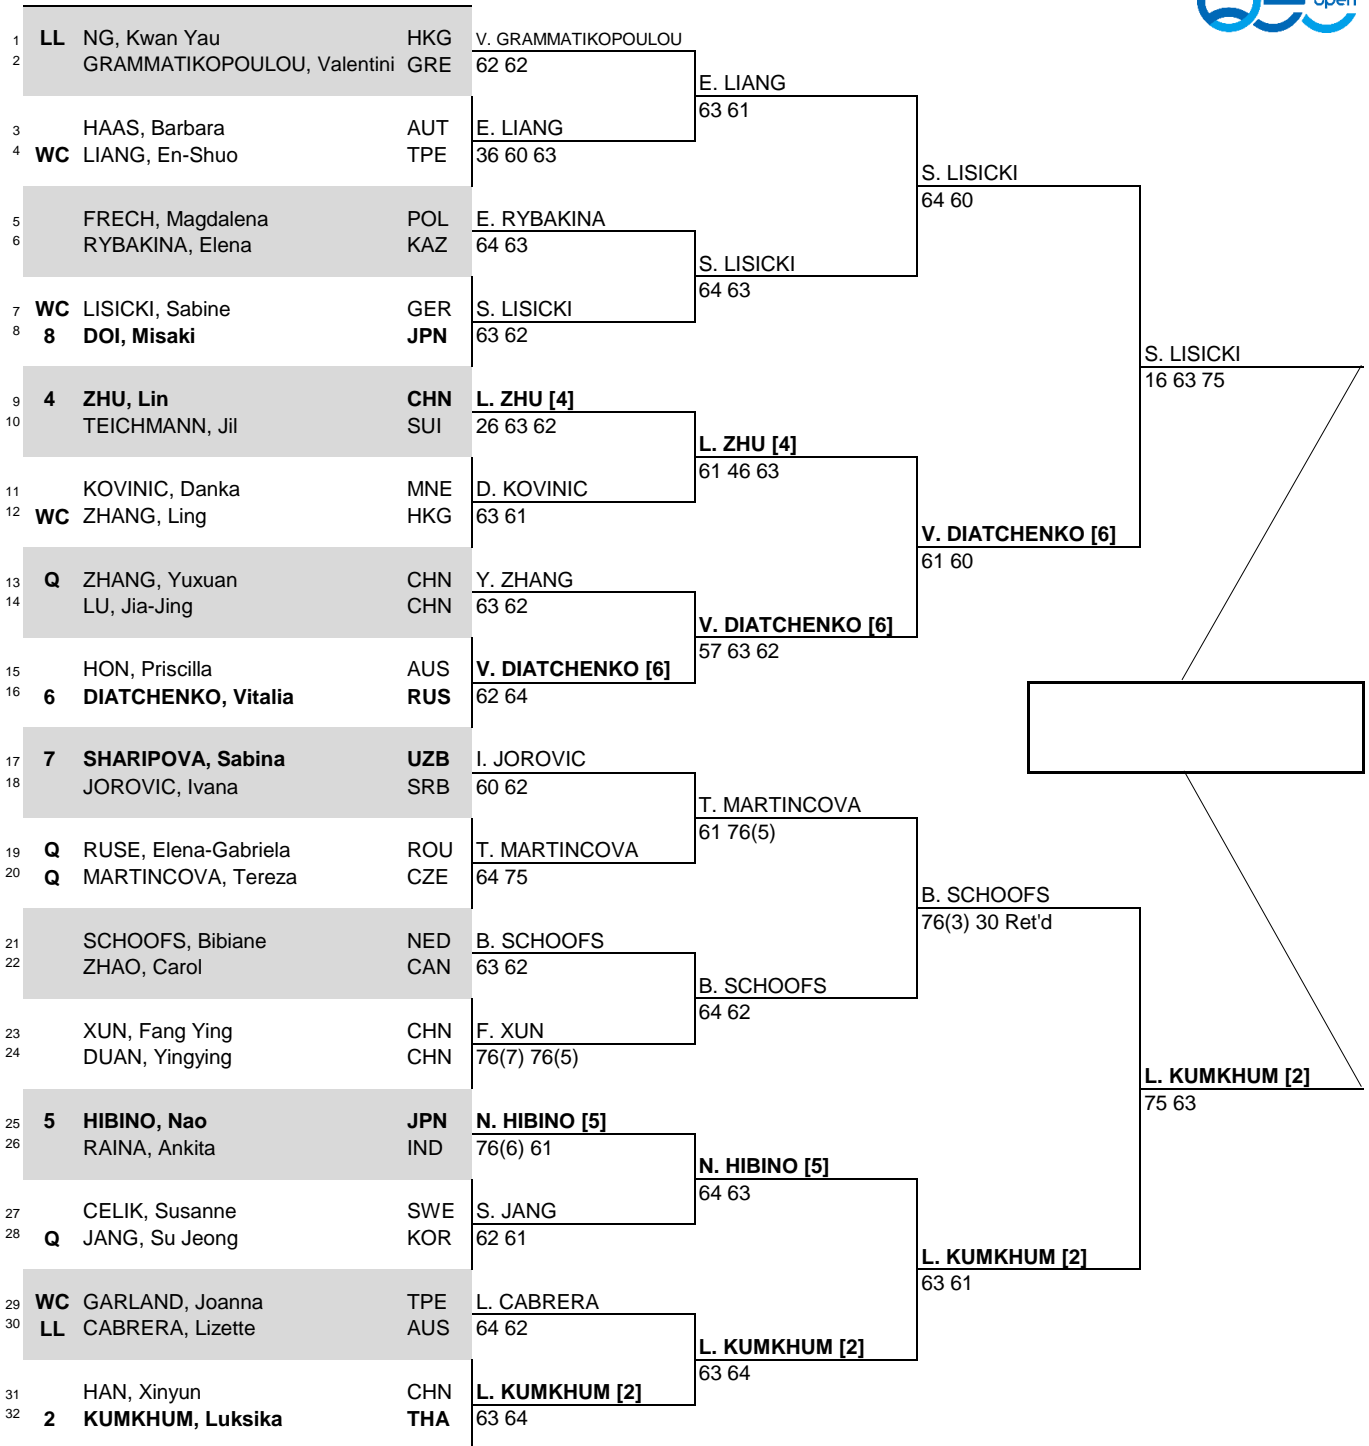 open
1 LL NG, Kwan Yau HKG
2 GRAMMATIKOPOULOU, Valentini GRE
V. GRAMMATIKOPOULOU
62 62
E. LIANG
63 61
3 HAAS, Barbara AUT
4 WC LIANG, En-Shuo TPE
E. LIANG
36 60 63
S. LISICKI
64 60
5 FRECH, Magdalena POL
6 RYBAKINA, Elena KAZ
E. RYBAKINA
64 63
S. LISICKI
64 63
7 WC LISICKI, Sabine GER
8 8 DOI, Misaki JPN
S. LISICKI
63 62
S. LISICKI
16 63 75
9 4 ZHU, Lin CHN
10 TEICHMANN, Jil SUI
L. ZHU [4]
26 63 62
L. ZHU [4]
61 46 63
11 KOVINIC, Danka MNE
12 WC ZHANG, Ling HKG
D. KOVINIC
63 61
V. DIATCHENKO [6]
61 60
13 Q ZHANG, Yuxuan CHN
14 LU, Jia-Jing CHN
Y. ZHANG
63 62
V. DIATCHENKO [6]
57 63 62
15 HON, Priscilla AUS
16 6 DIATCHENKO, Vitalia RUS
V. DIATCHENKO [6]
62 64
17 7 SHARIPOVA, Sabina UZB
18 JOROVIC, Ivana SRB
I. JOROVIC
60 62
T. MARTINCOVA
61 76(5)
19 Q RUSE, Elena-Gabriela ROU
20 Q MARTINCOVA, Tereza CZE
T. MARTINCOVA
64 75
B. SCHOOFS
76(3) 30 Ret'd
21 SCHOOFS, Bibiane NED
22 ZHAO, Carol CAN
B. SCHOOFS
63 62
B. SCHOOFS
64 62
23 XUN, Fang Ying CHN
24 DUAN, Yingying CHN
F. XUN
76(7) 76(5)
L. KUMKHUM [2]
75 63
25 5 HIBINO, Nao JPN
26 RAINA, Ankita IND
N. HIBINO [5]
76(6) 61
N. HIBINO [5]
64 63
27 CELIK, Susanne SWE
28 Q JANG, Su Jeong KOR
S. JANG
62 61
L. KUMKHUM [2]
63 61
29 WC GARLAND, Joanna TPE
30 LL CABRERA, Lizette AUS
L. CABRERA
64 62
L. KUMKHUM [2]
63 64
31 HAN, Xinyun CHN
32 2 KUMKHUM, Luksika THA
L. KUMKHUM [2]
63 64